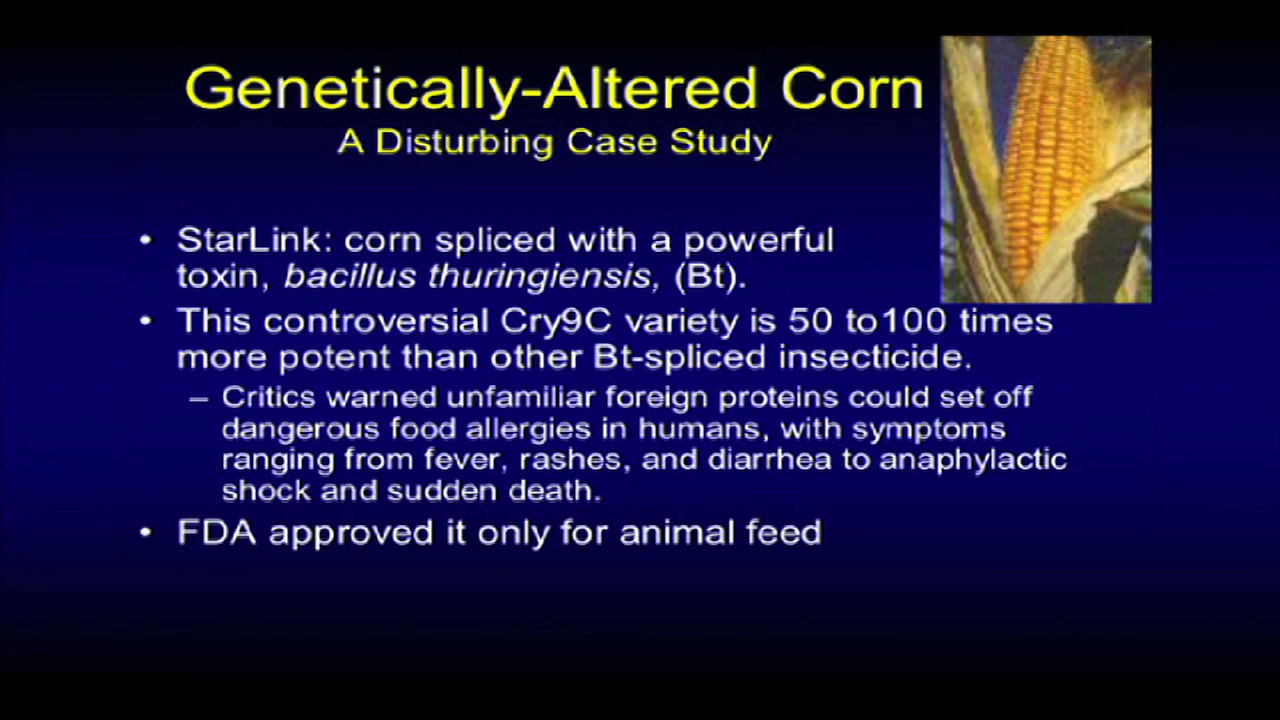 Genetically-Altered Corn
A Disturbing Case Study
• StarLink: corn spliced with a powerful
toxin, bacillus thuringiensis, (Bt).
• This controversial Cry9C variety is 50 to100 times
more potent than other Bt-spliced insecticide.
– Critics warned unfamiliar foreign proteins could set off
dangerous food allergies in humans, with symptoms
ranging from fever, rashes, and diarrhea to anaphylactic
shock and sudden death.
• FDA approved it only for animal feed